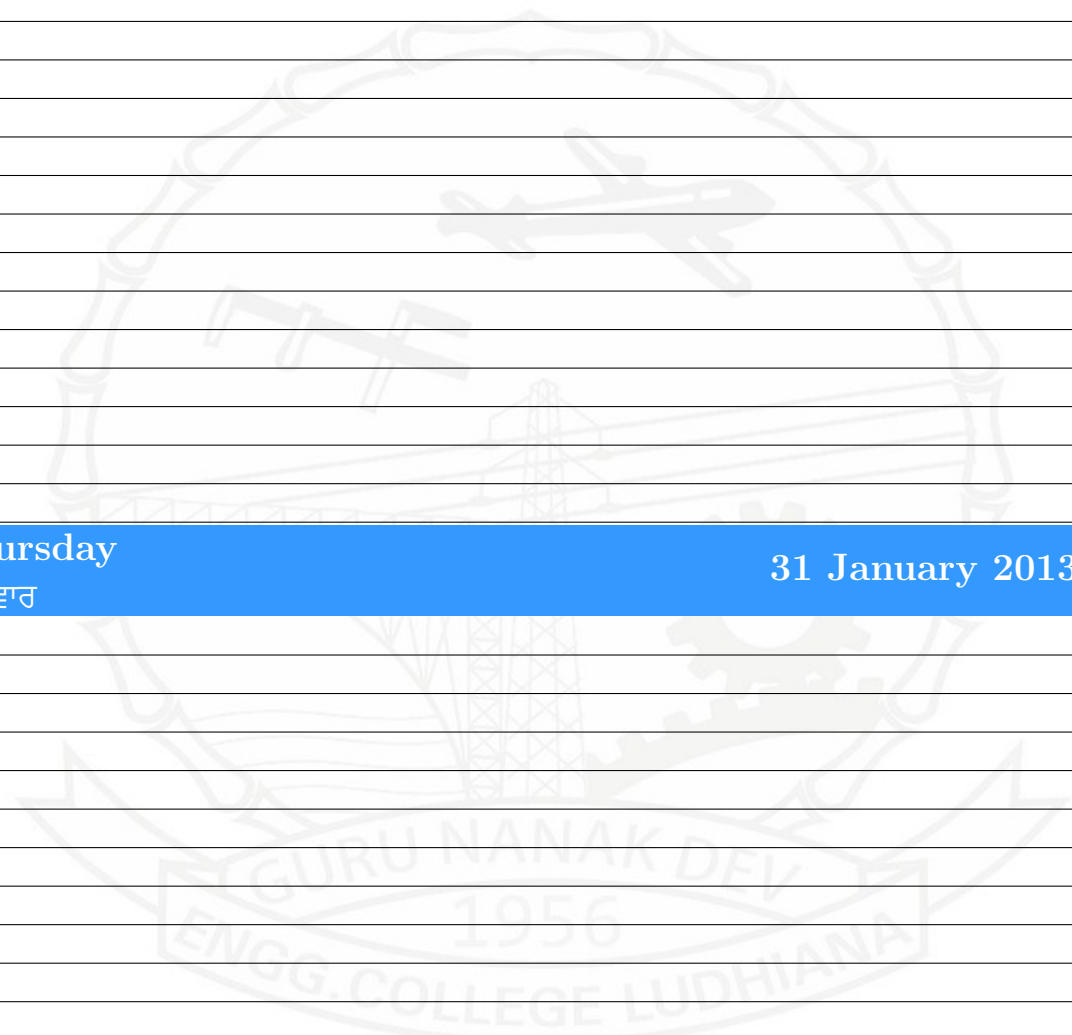 ursday
ਵਾਰ
31 January 2013
GURU NANAK DEV
1956
ENGG.COLLEGE LUDHIANA